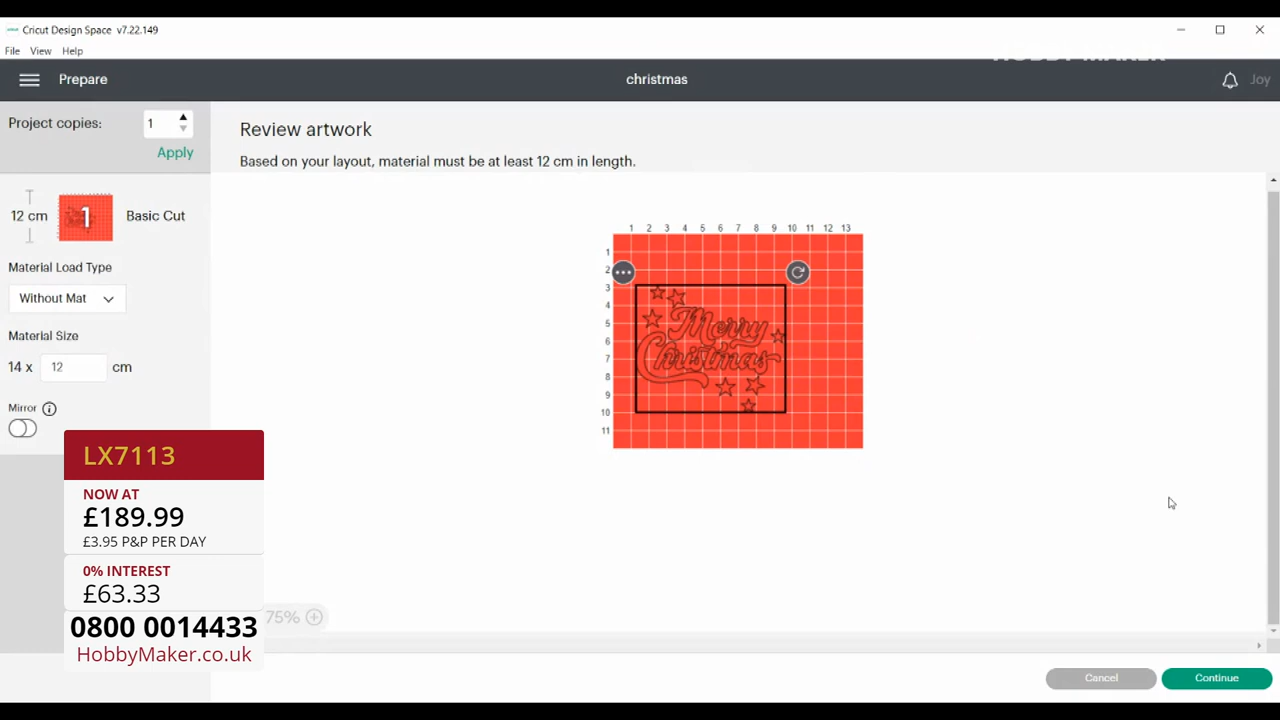 Cricut Design Space v7.22.149
File View Help
HOBBY MAKER
Prepare
christmas
Joy
Project copies: 1
Apply
Review artwork
Based on your layout, material must be at least 12 cm in length.
12 cm
1
Basic Cut
Material Load Type
Without Mat
Material Size
14 x 12 cm
Mirror
1 2 3 4 5 6 7 8 9 10 11 12 13
1
2
3
4
5
6
7
8
9
10
11
Merry
Christmas
LX7113
NOW AT
£189.99
£3.95 P&P PER DAY
0% INTEREST
£63.33
0800 0014433
HobbyMaker.co.uk
75%
Cancel
Continue